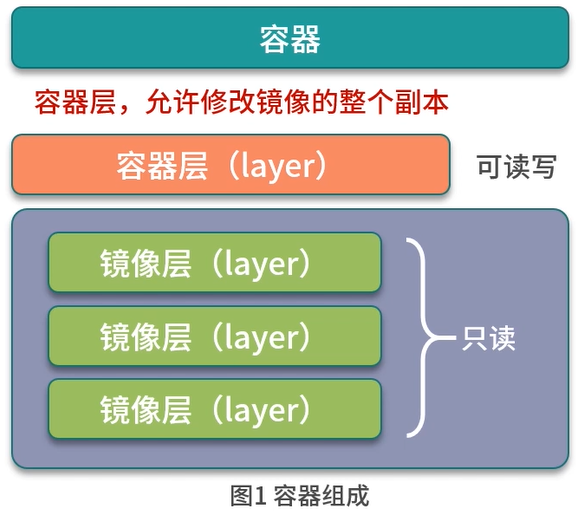 容器
容器层，允许修改镜像的整个副本
容器层（layer） 可读写
镜像层（layer）
镜像层（layer） 只读
镜像层（layer）
图1 容器组成